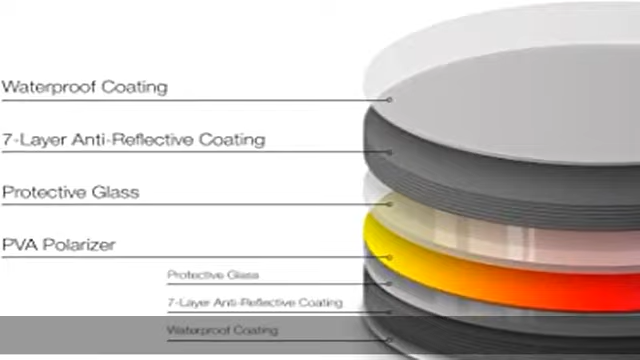 Waterproof Coating
7-Layer Anti-Reflective Coating
Protective Glass
PVA Polarizer
Protective Glass
7-Layer Anti-Reflective Coating
Waterproof Coating